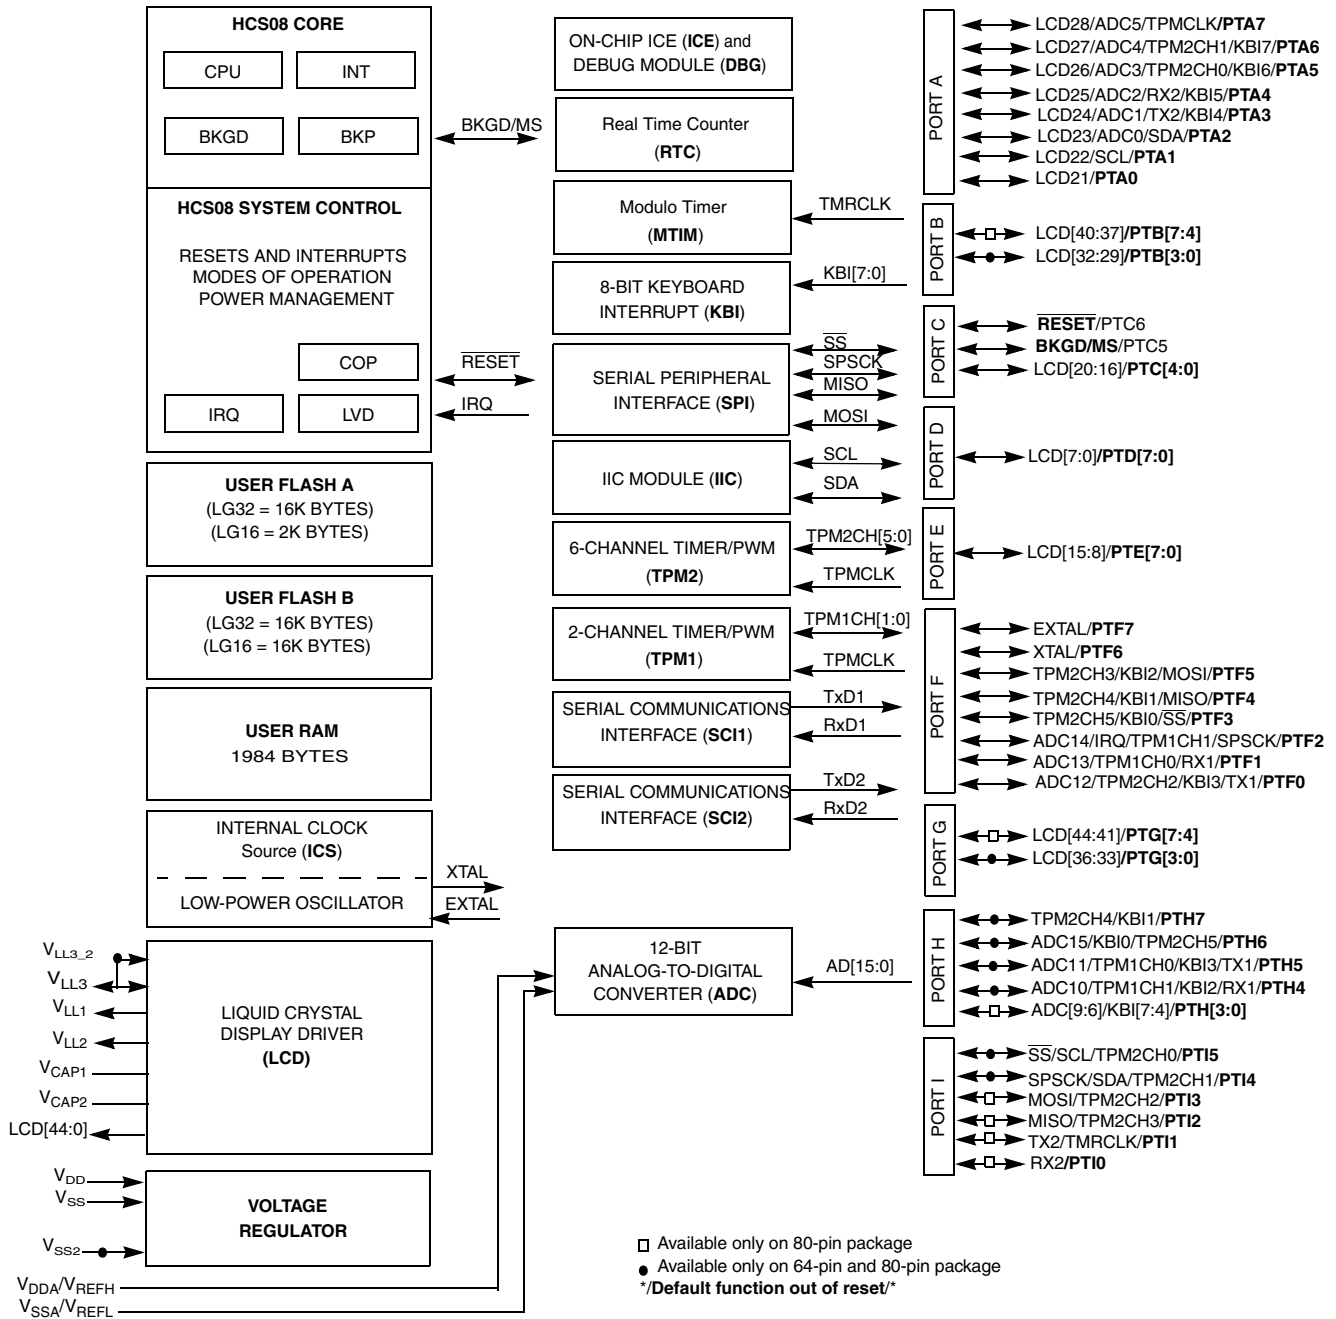 HCS08 CORE
CPU
INT
BKGD
BKP
HCS08 SYSTEM CONTROL
RESETS AND INTERRUPTS
MODES OF OPERATION
POWER MANAGEMENT
COP
IRQ
LVD
USER FLASH A
(LG32 = 16K BYTES)
(LG16 = 2K BYTES)
USER FLASH B
(LG32 = 16K BYTES)
(LG16 = 16K BYTES)
USER RAM
1984 BYTES
INTERNAL CLOCK
Source (ICS)
LOW-POWER OSCILLATOR
XTAL
EXTAL
VLL3_2
VLL3
VLL1
VLL2
VCAP1
VCAP2
LCD[44:0]
LIQUID CRYSTAL
DISPLAY DRIVER
(LCD)
VDD
VSS
VSS2
VOLTAGE
REGULATOR
VDDA/VREFH
VSSA/VREFL
BKGD/MS
RESET
IRQ
ON-CHIP ICE (ICE) and
DEBUG MODULE (DBG)
Real Time Counter
(RTC)
Modulo Timer
(MTIM)
TMRCLK
8-BIT KEYBOARD
INTERRUPT (KBI)
KBI[7:0]
SERIAL PERIPHERAL
INTERFACE (SPI)
SS
SPSCK
MISO
MOSI
IIC MODULE (IIC)
SCL
SDA
6-CHANNEL TIMER/PWM
(TPM2)
TPM2CH[5:0]
TPMCLK
2-CHANNEL TIMER/PWM
(TPM1)
TPM1CH[1:0]
TPMCLK
SERIAL COMMUNICATIONS
INTERFACE (SCI1)
TxD1
RxD1
SERIAL COMMUNICATIONS
INTERFACE (SCI2)
TxD2
RxD2
12-BIT
ANALOG-TO-DIGITAL
CONVERTER (ADC)
AD[15:0]
PORT A
LCD28/ADC5/TPMCLK/PTA7
LCD27/ADC4/TPM2CH1/KBI7/PTA6
LCD26/ADC3/TPM2CH0/KBI6/PTA5
LCD25/ADC2/RX2/KBI5/PTA4
LCD24/ADC1/TX2/KBI4/PTA3
LCD23/ADC0/SDA/PTA2
LCD22/SCL/PTA1
LCD21/PTA0
PORT B
LCD[40:37]/PTB[7:4]
LCD[32:29]/PTB[3:0]
PORT C
RESET/PTC6
BKGD/MS/PTC5
LCD[20:16]/PTC[4:0]
PORT D
LCD[7:0]/PTD[7:0]
PORT E
LCD[15:8]/PTE[7:0]
PORT F
EXTAL/PTF7
XTAL/PTF6
TPM2CH3/KBI2/MOSI/PTF5
TPM2CH4/KBI1/MISO/PTF4
TPM2CH5/KBI0/SS/PTF3
ADC14/IRQ/TPM1CH1/SPSCK/PTF2
ADC13/TPM1CH0/RX1/PTF1
ADC12/TPM2CH2/KBI3/TX1/PTF0
PORT G
LCD[44:41]/PTG[7:4]
LCD[36:33]/PTG[3:0]
PORT H
TPM2CH4/KBI1/PTH7
ADC15/KBI0/TPM2CH5/PTH6
ADC11/TPM1CH0/KBI3/TX1/PTH5
ADC10/TPM1CH1/KBI2/RX1/PTH4
ADC[9:6]/KBI[7:4]/PTH[3:0]
PORT I
SS/SCL/TPM2CH0/PTI5
SPSCK/SDA/TPM2CH1/PTI4
MOSI/TPM2CH2/PTI3
MISO/TPM2CH3/PTI2
TX2/TMRCLK/PTI1
RX2/PTI0
Available only on 80-pin package
Available only on 64-pin and 80-pin package
*/Default function out of reset/*